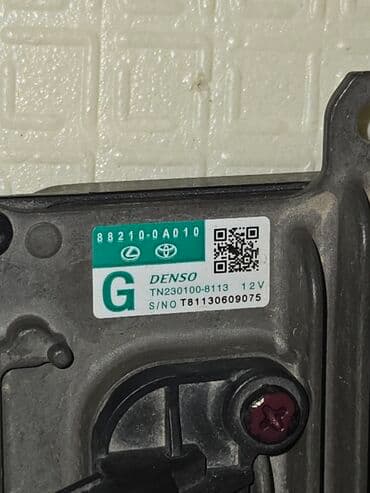 88210-0A010
G
DENSO
TN230100-8113 12V
S/NO T81130609075